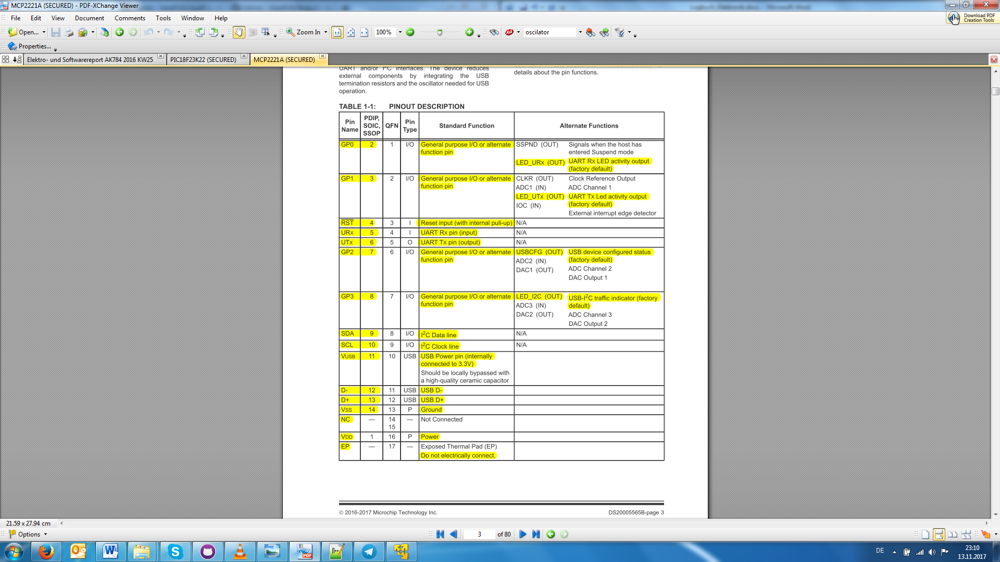 MCP2221A (SECURED) - PDF-XChange Viewer
File Edit View Document Comments Tools Window Help
Download PDF
Creation Tools
Open... Zoom In 100% oscilator
Properties...
Elektro- und Softwarereport AK784 2016 KW25 PIC18F23K22 (SECURED) MCP2221A (SECURED)
UART and/or I²C interfaces. The device reduces
external components by integrating the USB
termination resistors and the oscillator needed for USB
operation.
details about the pin functions.
TABLE 1-1: PINOUT DESCRIPTION
Pin Name PDIP, SOIC, SSOP QFN Pin Type Standard Function Alternate Functions
GP0 2 1 I/O General purpose I/O or alternate SSPND (OUT) Signals when the host has
function pin entered Suspend mode
LED_URx (OUT) UART Rx LED activity output
(factory default)
GP1 3 2 I/O General purpose I/O or alternate CLKR (OUT) Clock Reference Output
function pin ADC1 (IN) ADC Channel 1
LED_UTx (OUT) UART Tx Led activity output
(factory default)
IOC (IN) External interrupt edge detector
RST 4 3 I Reset input (with internal pull-up) N/A
URx 5 4 I UART Rx pin (input) N/A
UTx 6 5 O UART Tx pin (output) N/A
GP2 7 6 I/O General purpose I/O or alternate USBCFG (OUT) USB device configured status
function pin (factory default)
ADC2 (IN) ADC Channel 2
DAC1 (OUT) DAC Output 1
GP3 8 7 I/O General purpose I/O or alternate LED_I2C (OUT) USB-I²C traffic indicator (factory
function pin default)
ADC3 (IN) ADC Channel 3
DAC2 (OUT) DAC Output 2
SDA 9 8 I/O I²C Data line N/A
SCL 10 9 I/O I²C Clock line N/A
VUSB 11 10 USB USB Power pin (internally
connected to 3.3V)
Should be locally bypassed with
a high-quality ceramic capacitor
D- 12 11 USB USB D-
D+ 13 12 USB USB D+
VSS 14 13 P Ground
NC — 14 — Not Connected
15
VDD 1 16 P Power
EP — 17 — Exposed Thermal Pad (EP)
Do not electrically connect.
© 2016-2017 Microchip Technology Inc. DS20005565B-page 3
21.59 x 27.94 cm
Options 3 of 80
DE 23:10
13.11.2017